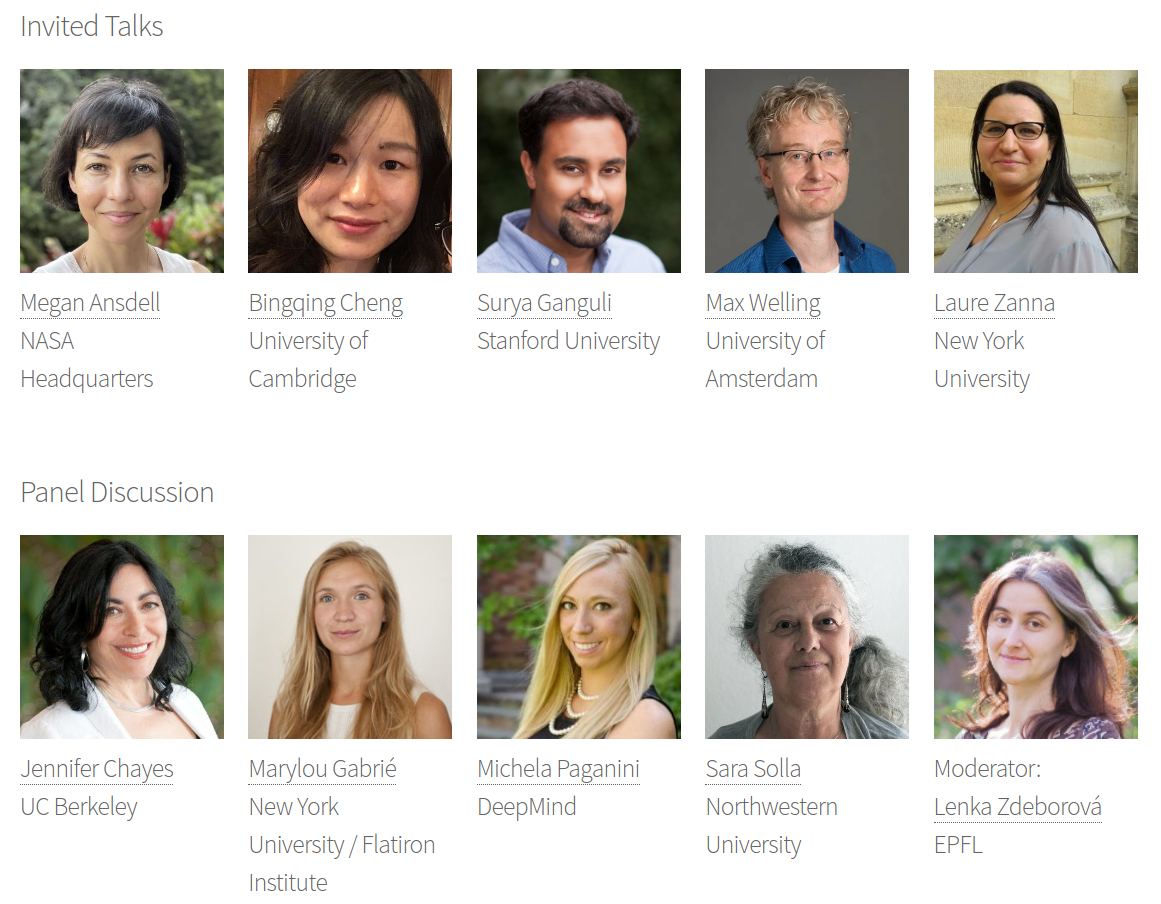 Invited Talks
Megan Ansdell
NASA
Headquarters
Bingqing Cheng
University of
Cambridge
Surya Ganguli
Stanford University
Max Welling
University of
Amsterdam
Laure Zanna
New York
University
Panel Discussion
Jennifer Chayes
UC Berkeley
Marylou Gabrié
New York
University / Flatiron
Institute
Michela Paganini
DeepMind
Sara Solla
Northwestern
University
Moderator:
Lenka Zdeborová
EPFL